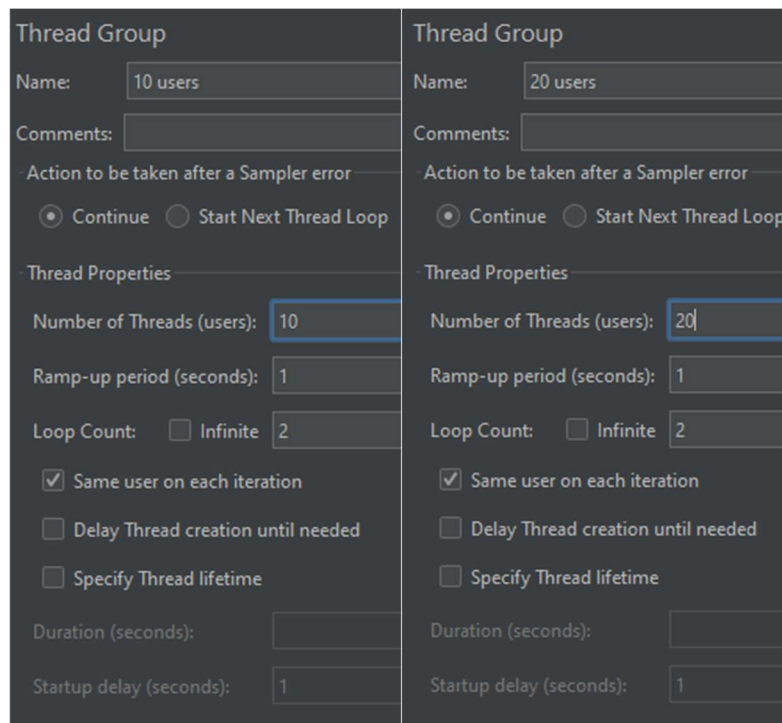 Thread Group
Name: 10 users
Comments:
Action to be taken after a Sampler error
Continue Start Next Thread Loop
Thread Properties
Number of Threads (users): 10
Ramp-up period (seconds): 1
Loop Count: Infinite 2
Same user on each iteration
Delay Thread creation until needed
Specify Thread lifetime
Duration (seconds):
Startup delay (seconds): 1
Thread Group
Name: 20 users
Comments:
Action to be taken after a Sampler error
Continue Start Next Thread Loop
Thread Properties
Number of Threads (users): 20
Ramp-up period (seconds): 1
Loop Count: Infinite 2
Same user on each iteration
Delay Thread creation until needed
Specify Thread lifetime
Duration (seconds):
Startup delay (seconds): 1